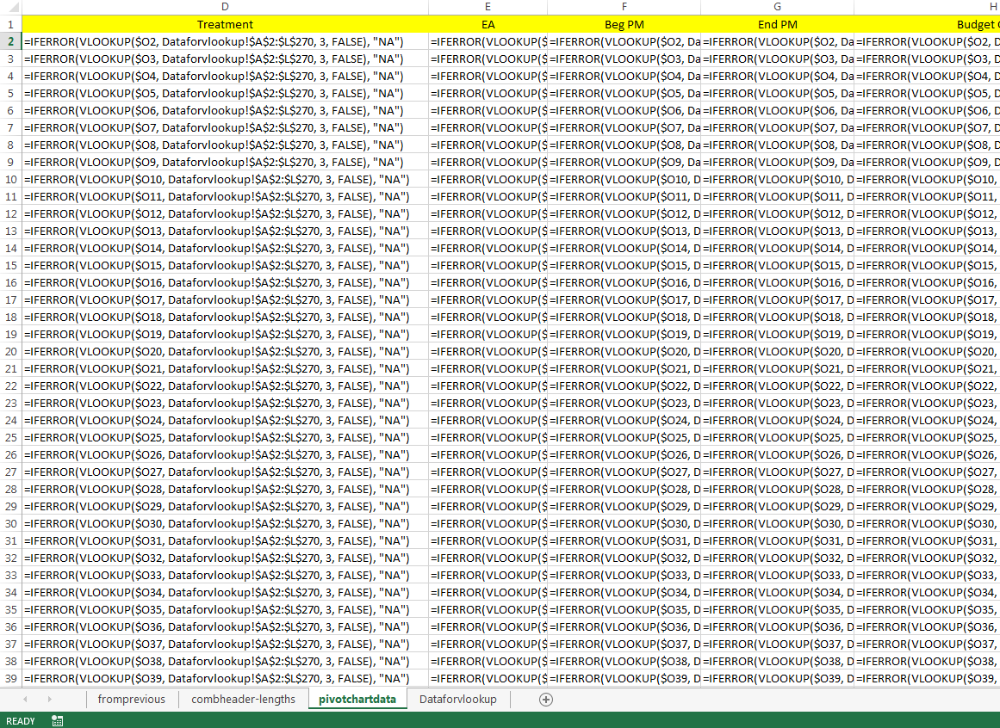 D E F G H
1 Treatment EA Beg PM End PM Budget
2 =IFERROR(VLOOKUP($O2, Dataforvlookup!$A$2:$L$270, 3, FALSE), "NA") =IFERROR(VLOOKUP($ =IFERROR(VLOOKUP($O2, Da =IFERROR(VLOOKUP($O2, Da =IFERROR(VLOOKUP($O2, D
3 =IFERROR(VLOOKUP($O3, Dataforvlookup!$A$2:$L$270, 3, FALSE), "NA") =IFERROR(VLOOKUP($ =IFERROR(VLOOKUP($O3, Da =IFERROR(VLOOKUP($O3, Da =IFERROR(VLOOKUP($O3, D
4 =IFERROR(VLOOKUP($O4, Dataforvlookup!$A$2:$L$270, 3, FALSE), "NA") =IFERROR(VLOOKUP($ =IFERROR(VLOOKUP($O4, Da =IFERROR(VLOOKUP($O4, Da =IFERROR(VLOOKUP($O4, D
5 =IFERROR(VLOOKUP($O5, Dataforvlookup!$A$2:$L$270, 3, FALSE), "NA") =IFERROR(VLOOKUP($ =IFERROR(VLOOKUP($O5, Da =IFERROR(VLOOKUP($O5, Da =IFERROR(VLOOKUP($O5, D
6 =IFERROR(VLOOKUP($O6, Dataforvlookup!$A$2:$L$270, 3, FALSE), "NA") =IFERROR(VLOOKUP($ =IFERROR(VLOOKUP($O6, Da =IFERROR(VLOOKUP($O6, Da =IFERROR(VLOOKUP($O6, D
7 =IFERROR(VLOOKUP($O7, Dataforvlookup!$A$2:$L$270, 3, FALSE), "NA") =IFERROR(VLOOKUP($ =IFERROR(VLOOKUP($O7, Da =IFERROR(VLOOKUP($O7, Da =IFERROR(VLOOKUP($O7, D
8 =IFERROR(VLOOKUP($O8, Dataforvlookup!$A$2:$L$270, 3, FALSE), "NA") =IFERROR(VLOOKUP($ =IFERROR(VLOOKUP($O8, Da =IFERROR(VLOOKUP($O8, Da =IFERROR(VLOOKUP($O8, D
9 =IFERROR(VLOOKUP($O9, Dataforvlookup!$A$2:$L$270, 3, FALSE), "NA") =IFERROR(VLOOKUP($ =IFERROR(VLOOKUP($O9, Da =IFERROR(VLOOKUP($O9, Da =IFERROR(VLOOKUP($O9, D
10 =IFERROR(VLOOKUP($O10, Dataforvlookup!$A$2:$L$270, 3, FALSE), "NA") =IFERROR(VLOOKUP($ =IFERROR(VLOOKUP($O10, D =IFERROR(VLOOKUP($O10, D =IFERROR(VLOOKUP($O10,
11 =IFERROR(VLOOKUP($O11, Dataforvlookup!$A$2:$L$270, 3, FALSE), "NA") =IFERROR(VLOOKUP($ =IFERROR(VLOOKUP($O11, D =IFERROR(VLOOKUP($O11, D =IFERROR(VLOOKUP($O11,
12 =IFERROR(VLOOKUP($O12, Dataforvlookup!$A$2:$L$270, 3, FALSE), "NA") =IFERROR(VLOOKUP($ =IFERROR(VLOOKUP($O12, D =IFERROR(VLOOKUP($O12, D =IFERROR(VLOOKUP($O12,
13 =IFERROR(VLOOKUP($O13, Dataforvlookup!$A$2:$L$270, 3, FALSE), "NA") =IFERROR(VLOOKUP($ =IFERROR(VLOOKUP($O13, D =IFERROR(VLOOKUP($O13, D =IFERROR(VLOOKUP($O13,
14 =IFERROR(VLOOKUP($O14, Dataforvlookup!$A$2:$L$270, 3, FALSE), "NA") =IFERROR(VLOOKUP($ =IFERROR(VLOOKUP($O14, D =IFERROR(VLOOKUP($O14, D =IFERROR(VLOOKUP($O14,
15 =IFERROR(VLOOKUP($O15, Dataforvlookup!$A$2:$L$270, 3, FALSE), "NA") =IFERROR(VLOOKUP($ =IFERROR(VLOOKUP($O15, D =IFERROR(VLOOKUP($O15, D =IFERROR(VLOOKUP($O15,
16 =IFERROR(VLOOKUP($O16, Dataforvlookup!$A$2:$L$270, 3, FALSE), "NA") =IFERROR(VLOOKUP($ =IFERROR(VLOOKUP($O16, D =IFERROR(VLOOKUP($O16, D =IFERROR(VLOOKUP($O16,
17 =IFERROR(VLOOKUP($O17, Dataforvlookup!$A$2:$L$270, 3, FALSE), "NA") =IFERROR(VLOOKUP($ =IFERROR(VLOOKUP($O17, D =IFERROR(VLOOKUP($O17, D =IFERROR(VLOOKUP($O17,
18 =IFERROR(VLOOKUP($O18, Dataforvlookup!$A$2:$L$270, 3, FALSE), "NA") =IFERROR(VLOOKUP($ =IFERROR(VLOOKUP($O18, D =IFERROR(VLOOKUP($O18, D =IFERROR(VLOOKUP($O18,
19 =IFERROR(VLOOKUP($O19, Dataforvlookup!$A$2:$L$270, 3, FALSE), "NA") =IFERROR(VLOOKUP($ =IFERROR(VLOOKUP($O19, D =IFERROR(VLOOKUP($O19, D =IFERROR(VLOOKUP($O19,
20 =IFERROR(VLOOKUP($O20, Dataforvlookup!$A$2:$L$270, 3, FALSE), "NA") =IFERROR(VLOOKUP($ =IFERROR(VLOOKUP($O20, D =IFERROR(VLOOKUP($O20, D =IFERROR(VLOOKUP($O20,
21 =IFERROR(VLOOKUP($O21, Dataforvlookup!$A$2:$L$270, 3, FALSE), "NA") =IFERROR(VLOOKUP($ =IFERROR(VLOOKUP($O21, D =IFERROR(VLOOKUP($O21, D =IFERROR(VLOOKUP($O21,
22 =IFERROR(VLOOKUP($O22, Dataforvlookup!$A$2:$L$270, 3, FALSE), "NA") =IFERROR(VLOOKUP($ =IFERROR(VLOOKUP($O22, D =IFERROR(VLOOKUP($O22, D =IFERROR(VLOOKUP($O22,
23 =IFERROR(VLOOKUP($O23, Dataforvlookup!$A$2:$L$270, 3, FALSE), "NA") =IFERROR(VLOOKUP($ =IFERROR(VLOOKUP($O23, D =IFERROR(VLOOKUP($O23, D =IFERROR(VLOOKUP($O23,
24 =IFERROR(VLOOKUP($O24, Dataforvlookup!$A$2:$L$270, 3, FALSE), "NA") =IFERROR(VLOOKUP($ =IFERROR(VLOOKUP($O24, D =IFERROR(VLOOKUP($O24, D =IFERROR(VLOOKUP($O24,
25 =IFERROR(VLOOKUP($O25, Dataforvlookup!$A$2:$L$270, 3, FALSE), "NA") =IFERROR(VLOOKUP($ =IFERROR(VLOOKUP($O25, D =IFERROR(VLOOKUP($O25, D =IFERROR(VLOOKUP($O25,
26 =IFERROR(VLOOKUP($O26, Dataforvlookup!$A$2:$L$270, 3, FALSE), "NA") =IFERROR(VLOOKUP($ =IFERROR(VLOOKUP($O26, D =IFERROR(VLOOKUP($O26, D =IFERROR(VLOOKUP($O26,
27 =IFERROR(VLOOKUP($O27, Dataforvlookup!$A$2:$L$270, 3, FALSE), "NA") =IFERROR(VLOOKUP($ =IFERROR(VLOOKUP($O27, D =IFERROR(VLOOKUP($O27, D =IFERROR(VLOOKUP($O27,
28 =IFERROR(VLOOKUP($O28, Dataforvlookup!$A$2:$L$270, 3, FALSE), "NA") =IFERROR(VLOOKUP($ =IFERROR(VLOOKUP($O28, D =IFERROR(VLOOKUP($O28, D =IFERROR(VLOOKUP($O28,
29 =IFERROR(VLOOKUP($O29, Dataforvlookup!$A$2:$L$270, 3, FALSE), "NA") =IFERROR(VLOOKUP($ =IFERROR(VLOOKUP($O29, D =IFERROR(VLOOKUP($O29, D =IFERROR(VLOOKUP($O29,
30 =IFERROR(VLOOKUP($O30, Dataforvlookup!$A$2:$L$270, 3, FALSE), "NA") =IFERROR(VLOOKUP($ =IFERROR(VLOOKUP($O30, D =IFERROR(VLOOKUP($O30, D =IFERROR(VLOOKUP($O30,
31 =IFERROR(VLOOKUP($O31, Dataforvlookup!$A$2:$L$270, 3, FALSE), "NA") =IFERROR(VLOOKUP($ =IFERROR(VLOOKUP($O31, D =IFERROR(VLOOKUP($O31, D =IFERROR(VLOOKUP($O31,
32 =IFERROR(VLOOKUP($O32, Dataforvlookup!$A$2:$L$270, 3, FALSE), "NA") =IFERROR(VLOOKUP($ =IFERROR(VLOOKUP($O32, D =IFERROR(VLOOKUP($O32, D =IFERROR(VLOOKUP($O32,
33 =IFERROR(VLOOKUP($O33, Dataforvlookup!$A$2:$L$270, 3, FALSE), "NA") =IFERROR(VLOOKUP($ =IFERROR(VLOOKUP($O33, D =IFERROR(VLOOKUP($O33, D =IFERROR(VLOOKUP($O33,
34 =IFERROR(VLOOKUP($O34, Dataforvlookup!$A$2:$L$270, 3, FALSE), "NA") =IFERROR(VLOOKUP($ =IFERROR(VLOOKUP($O34, D =IFERROR(VLOOKUP($O34, D =IFERROR(VLOOKUP($O34,
35 =IFERROR(VLOOKUP($O35, Dataforvlookup!$A$2:$L$270, 3, FALSE), "NA") =IFERROR(VLOOKUP($ =IFERROR(VLOOKUP($O35, D =IFERROR(VLOOKUP($O35, D =IFERROR(VLOOKUP($O35,
36 =IFERROR(VLOOKUP($O36, Dataforvlookup!$A$2:$L$270, 3, FALSE), "NA") =IFERROR(VLOOKUP($ =IFERROR(VLOOKUP($O36, D =IFERROR(VLOOKUP($O36, D =IFERROR(VLOOKUP($O36,
37 =IFERROR(VLOOKUP($O37, Dataforvlookup!$A$2:$L$270, 3, FALSE), "NA") =IFERROR(VLOOKUP($ =IFERROR(VLOOKUP($O37, D =IFERROR(VLOOKUP($O37, D =IFERROR(VLOOKUP($O37,
38 =IFERROR(VLOOKUP($O38, Dataforvlookup!$A$2:$L$270, 3, FALSE), "NA") =IFERROR(VLOOKUP($ =IFERROR(VLOOKUP($O38, D =IFERROR(VLOOKUP($O38, D =IFERROR(VLOOKUP($O38,
39 =IFERROR(VLOOKUP($O39, Dataforvlookup!$A$2:$L$270, 3, FALSE), "NA") =IFERROR(VLOOKUP($ =IFERROR(VLOOKUP($O39, D =IFERROR(VLOOKUP($O39, D =IFERROR(VLOOKUP($O39,
fromprevious combheader-lengths pivotchartdata Dataforvlookup
READY